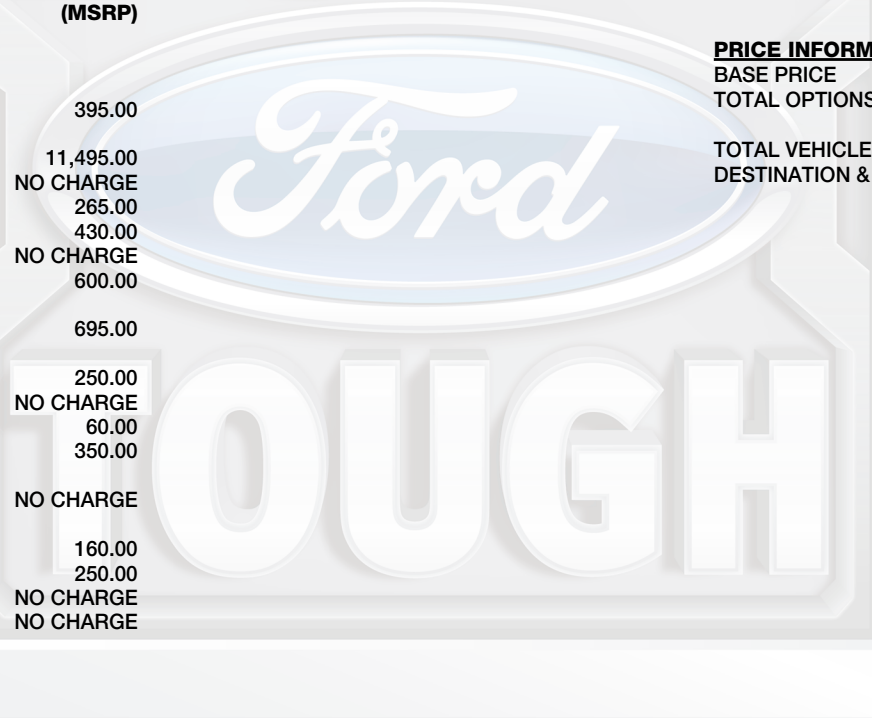 (MSRP)
395.00
11,495.00
NO CHARGE
265.00
430.00
NO CHARGE
600.00
695.00
250.00
NO CHARGE
60.00
350.00
NO CHARGE
160.00
250.00
NO CHARGE
NO CHARGE
PRICE INFORM
BASE PRICE
TOTAL OPTIONS
TOTAL VEHICLE
DESTINATION &
Ford
TOUGH